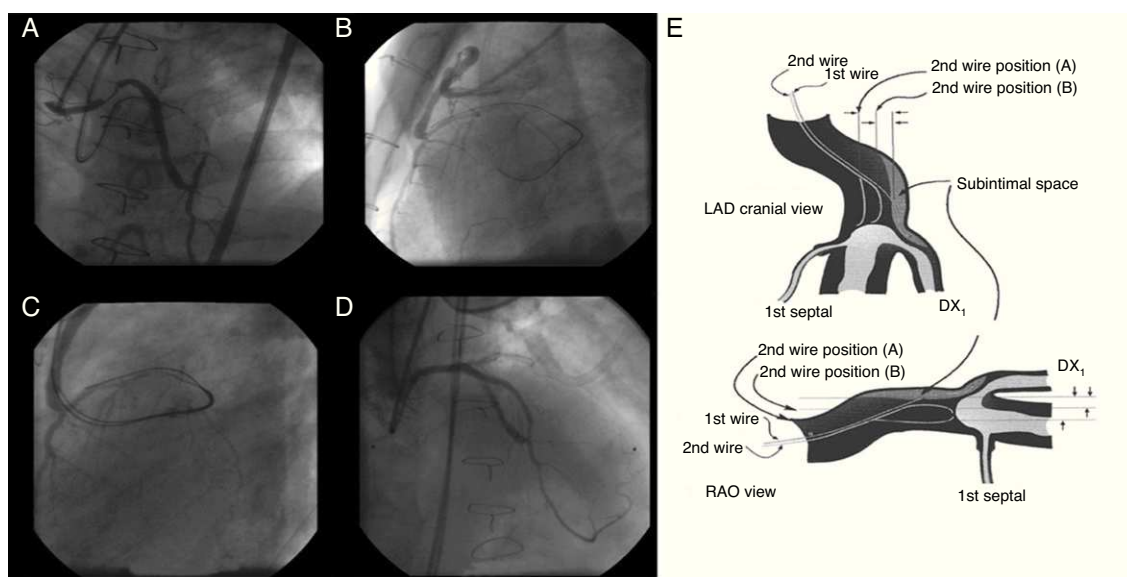 A
B
C
D
E
2nd wire
1st wire
2nd wire position (A)
2nd wire position (B)
Subintimal space
LAD cranial view
1st septal
DX1
2nd wire position (A)
2nd wire position (B)
DX1
1st wire
2nd wire
RAO view
1st septal